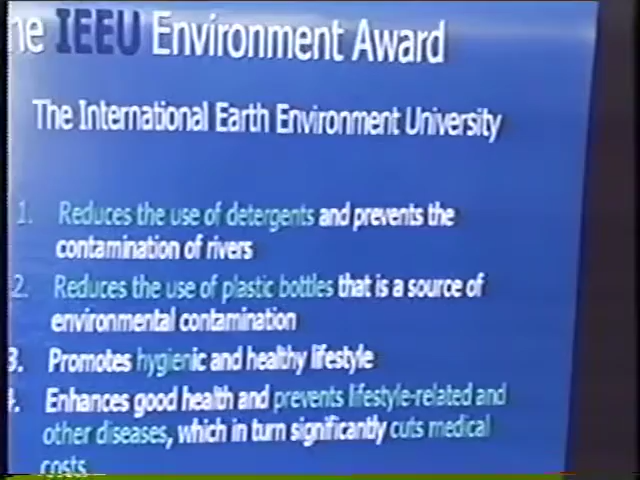 he IEEU Environment Award
The International Earth Environment University
1. Reduces the use of detergents and prevents the
contamination of rivers
2. Reduces the use of plastic bottles that is a source of
environmental contamination
3. Promotes hygienic and healthy lifestyle
4. Enhances good health and prevents lifestyle-related and
other diseases, which in turn significantly cuts medical
costs.